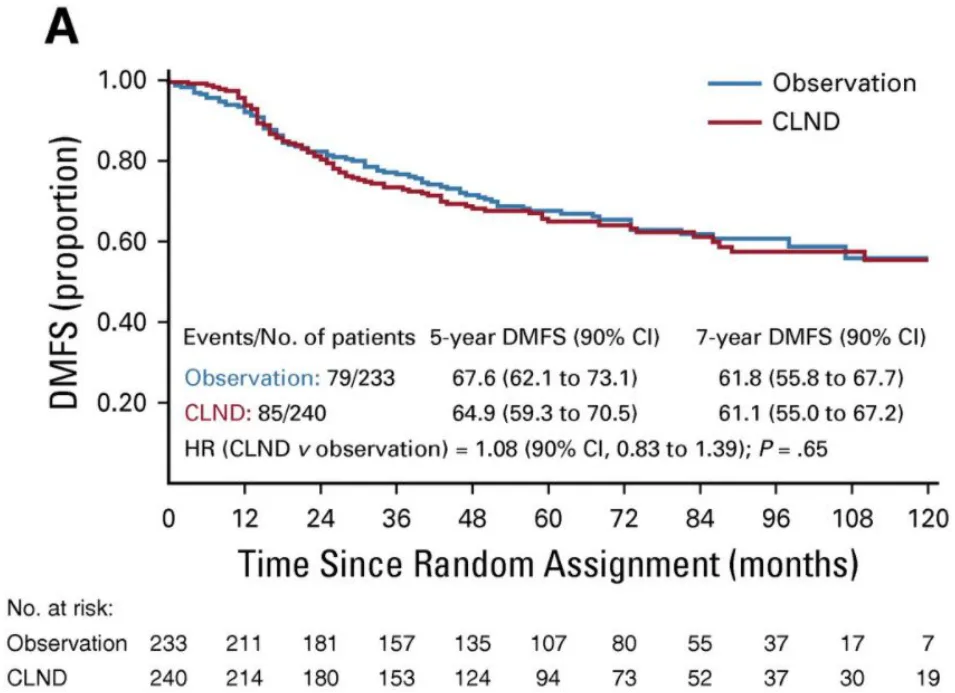 A
1.00
0.80
0.60
0.40
0.20
DMFS (proportion)
Observation
CLND
Events/No. of patients 5-year DMFS (90% CI) 7-year DMFS (90% CI)
Observation: 79/233 67.6 (62.1 to 73.1) 61.8 (55.8 to 67.7)
CLND: 85/240 64.9 (59.3 to 70.5) 61.1 (55.0 to 67.2)
HR (CLND v observation) = 1.08 (90% CI, 0.83 to 1.39); P = .65
0 12 24 36 48 60 72 84 96 108 120
Time Since Random Assignment (months)
No. at risk:
Observation 233 211 181 157 135 107 80 55 37 17 7
CLND 240 214 180 153 124 94 73 52 37 30 19